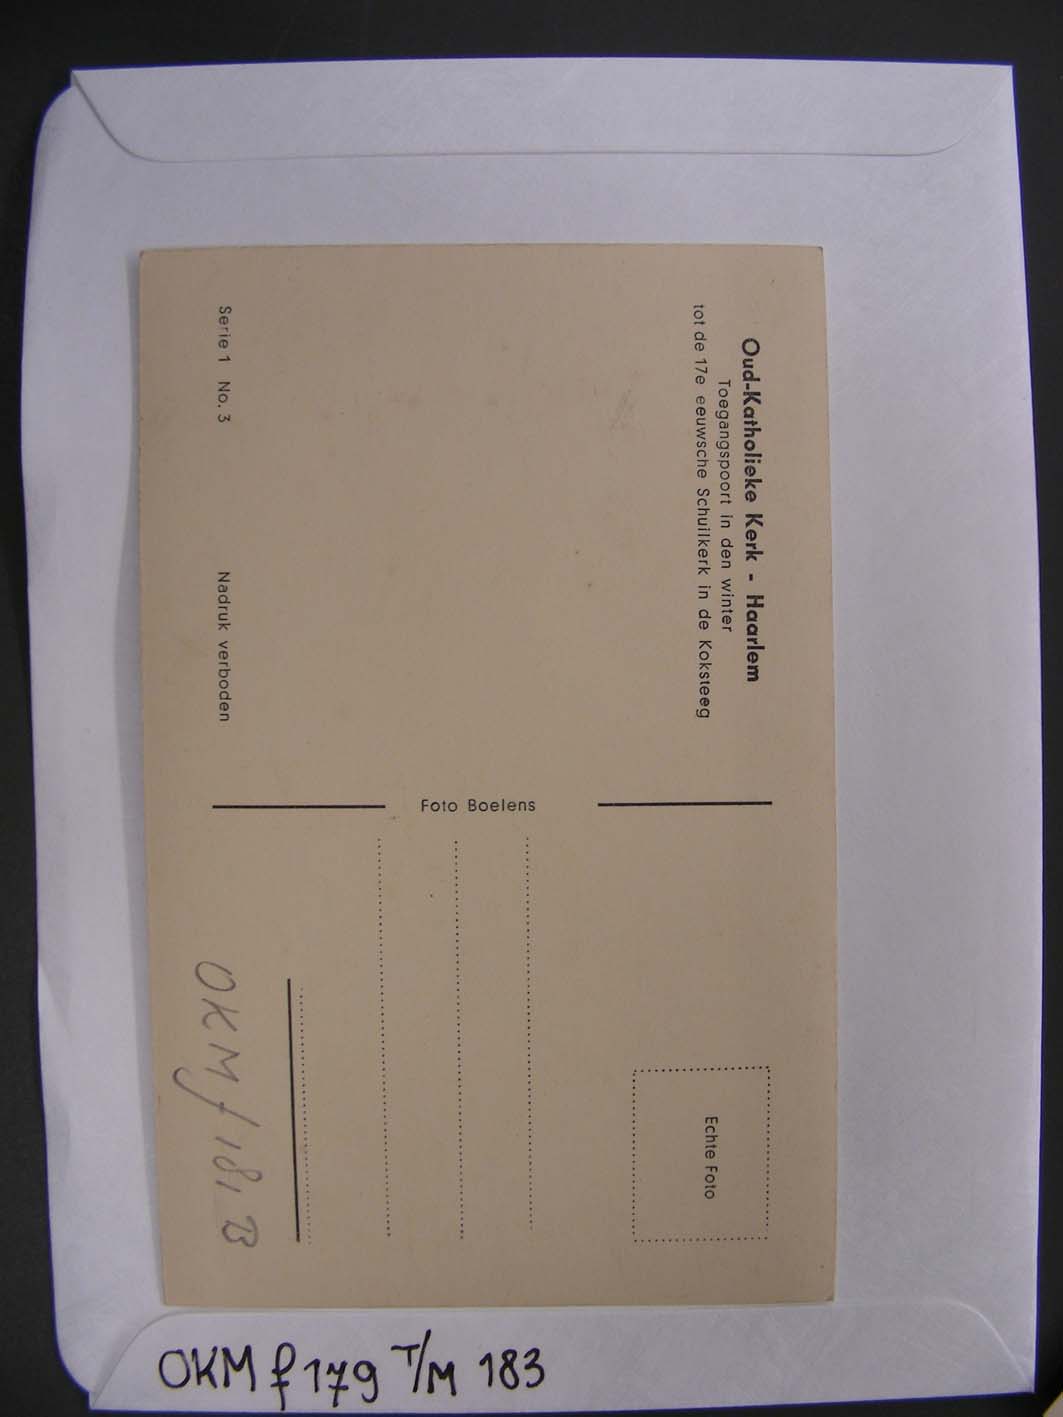 Oud-Katholieke Kerk - Haarlem
Toegangspoort in den winter
tot de 17e eeuwsche Schuilkerk in de Koksteeg
Serie 1 No. 3
Nadruk verboden
Foto Boelens
Echte Foto
OKM f 181 B
OKM f 179 T/M 183